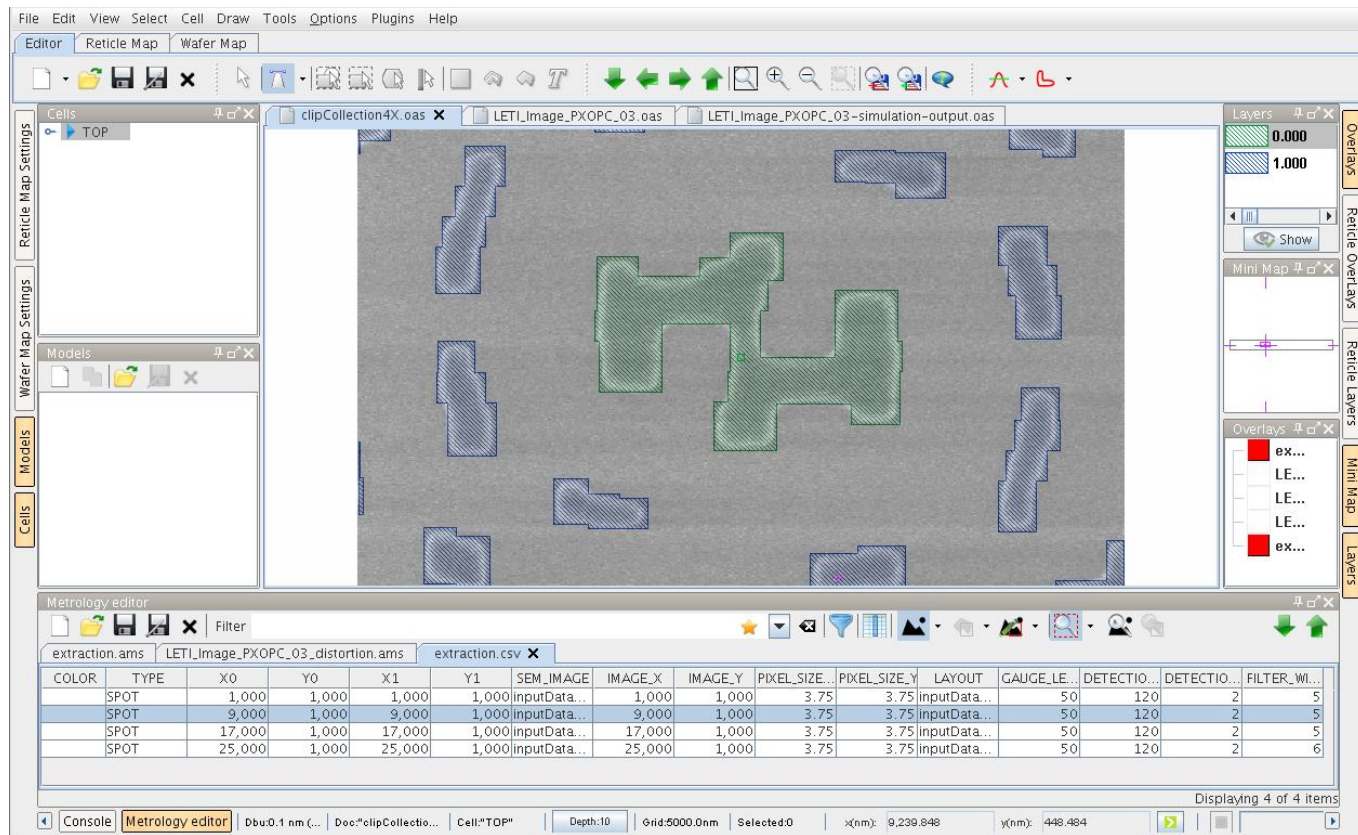 File Edit View Select Cell Draw Tools Options Plugins Help
Editor Reticle Map Wafer Map
Reticle Map Settings
Wafer Map Settings
Models
Cells
Cells
TOP
Models
clipCollection4X.oas LETI_Image_PXOPC_03.oas LETI_Image_PXOPC_03-simulation-output.oas
Layers
0.000
1.000
Show
Mini Map
Overlays
ex...
LE...
LE...
LE...
ex...
Overlays
Reticle OverLays
Reticle Layers
Mini Map
Layers
Metrology editor
Filter
extraction.ams LETI_Image_PXOPC_03_distortion.ams extraction.csv
COLOR TYPE X0 Y0 X1 Y1 SEM_IMAGE IMAGE_X IMAGE_Y PIXEL_SIZE... PIXEL_SIZE_Y LAYOUT GAUGE_LE... DETECTIO... DETECTIO... FILTER_WI...
SPOT 1,000 1,000 1,000 1,000 inputData... 1,000 1,000 3.75 3.75 inputData... 50 120 2 5
SPOT 9,000 1,000 9,000 1,000 inputData... 9,000 1,000 3.75 3.75 inputData... 50 120 2 5
SPOT 17,000 1,000 17,000 1,000 inputData... 17,000 1,000 3.75 3.75 inputData... 50 120 2 5
SPOT 25,000 1,000 25,000 1,000 inputData... 25,000 1,000 3.75 3.75 inputData... 50 120 2 6
Displaying 4 of 4 items
Console Metrology editor Dbu:0.1 nm (... Doc:"clipCollectio... Cell:"TOP" Depth:10 Grid:5000.0nm Selected:0 x(nm): 9,239.848 y(nm): 448.484